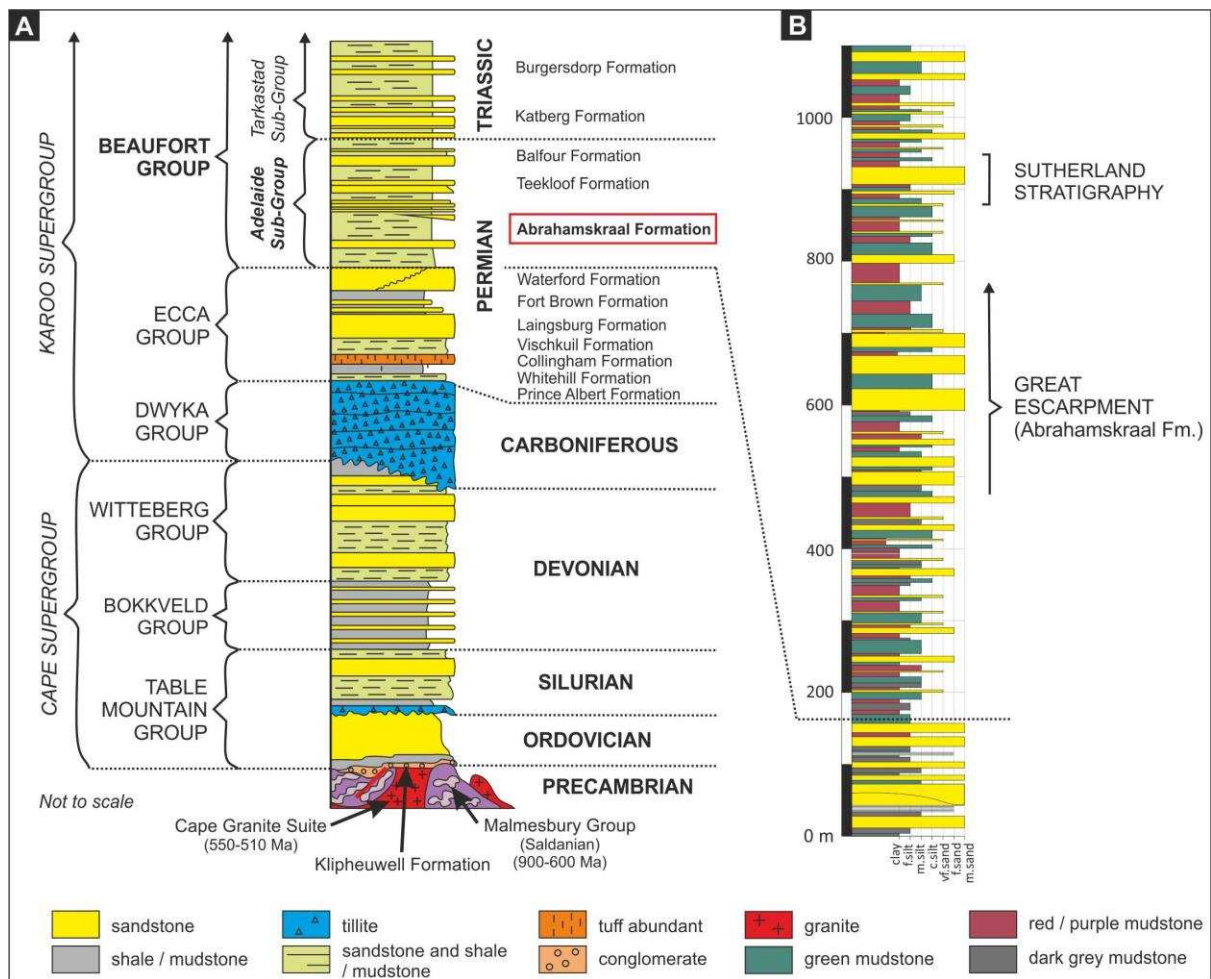 A
KAROO SUPERGROUP
CAPE SUPERGROUP
BEAUFORT
GROUP
ECCA
GROUP
DWYKA
GROUP
WITTEBERG
GROUP
BOKKVELD
GROUP
TABLE
MOUNTAIN
GROUP
Tarkastad
Sub-Group
Adelaide
Sub-Group
TRIASSIC
PERMIAN
Burgersdorp Formation
Katberg Formation
Balfour Formation
Teekloof Formation
Abrahamskraal Formation
Waterford Formation
Fort Brown Formation
Laingsburg Formation
Vischkuil Formation
Collingham Formation
Whitehill Formation
Prince Albert Formation
CARBONIFEROUS
DEVONIAN
SILURIAN
ORDOVICIAN
PRECAMBRIAN
Not to scale
Cape Granite Suite
(550-510 Ma)
Klipheuwell Formation
Malmesbury Group
(Saldanian)
(900-600 Ma)
B
1000
800
600
400
200
0 m
clay
f.silt
m.silt
c.silt
vf.sand
f.sand
m.sand
SUTHERLAND
STRATIGRAPHY
GREAT
ESCARPMENT
(Abrahamskraal Fm.)
sandstone
tillite
tuff abundant
granite
red / purple mudstone
shale / mudstone
sandstone and shale
/ mudstone
conglomerate
green mudstone
dark grey mudstone